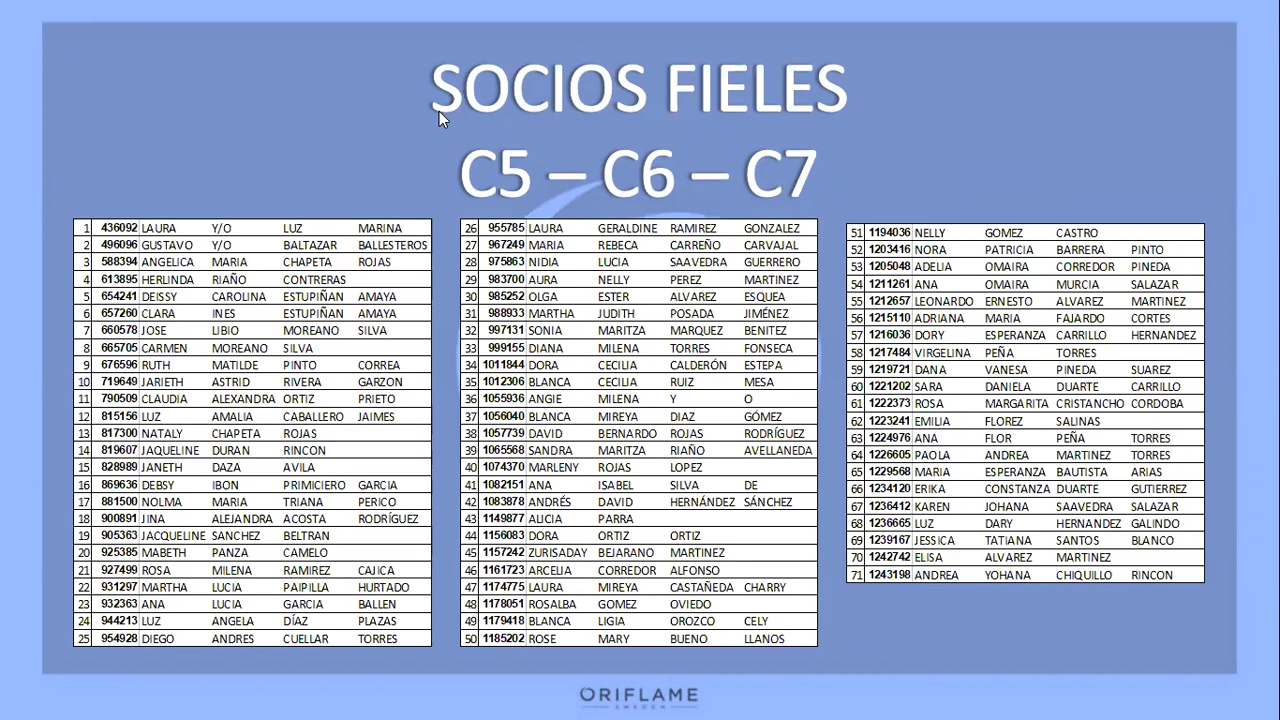 SOCIOS FIELES
C5 – C6 – C7
1 436092 LAURA Y/O LUZ MARINA
2 496096 GUSTAVO Y/O BALTAZAR BALLESTEROS
3 588394 ANGELICA MARIA CHAPETA ROJAS
4 613895 HERLINDA RIAÑO CONTRERAS
5 654241 DEISSY CAROLINA ESTUPIÑAN AMAYA
6 657260 CLARA INES ESTUPIÑAN AMAYA
7 660578 JOSE LIBIO MOREANO SILVA
8 665705 CARMEN MOREANO SILVA
9 676596 RUTH MATILDE PINTO CORREA
10 719649 JARIETH ASTRID RIVERA GARZON
11 790509 CLAUDIA ALEXANDRA ORTIZ PRIETO
12 815156 LUZ AMALIA CABALLERO JAIMES
13 817300 NATALY CHAPETA ROJAS
14 819607 JAQUELINE DURAN RINCON
15 828989 JANETH DAZA AVILA
16 869636 DEBSY IBON PRIMICIERO GARCIA
17 881500 NOLMA MARIA TRIANA PERICO
18 900891 JINA ALEJANDRA ACOSTA RODRÍGUEZ
19 905363 JACQUELINE SANCHEZ BELTRAN
20 925385 MABETH PANZA CAMELO
21 927499 ROSA MILENA RAMIREZ CAJICA
22 931297 MARTHA LUCIA PAIPILLA HURTADO
23 932363 ANA LUCIA GARCIA BALLEN
24 944213 LUZ ANGELA DÍAZ PLAZAS
25 954928 DIEGO ANDRES CUELLAR TORRES
26 955785 LAURA GERALDINE RAMIREZ GONZALEZ
27 967249 MARIA REBECA CARREÑO CARVAJAL
28 975863 NIDIA LUCIA SAAVEDRA GUERRERO
29 983700 AURA NELLY PEREZ MARTINEZ
30 985252 OLGA ESTER ALVAREZ ESQUEA
31 988933 MARTHA JUDITH POSADA JIMÉNEZ
32 997131 SONIA MARITZA MARQUEZ BENITEZ
33 999155 DIANA MILENA TORRES FONSECA
34 1011844 DORA CECILIA CALDERÓN ESTEPA
35 1012306 BLANCA CECILIA RUIZ MESA
36 1055936 ANGIE MILENA Y O
37 1056040 BLANCA MIREYA DIAZ GÓMEZ
38 1057739 DAVID BERNARDO ROJAS RODRÍGUEZ
39 1065568 SANDRA MARITZA RIAÑO AVELLANEDA
40 1074370 MARLENY ROJAS LOPEZ
41 1082151 ANA ISABEL SILVA DE
42 1083878 ANDRÉS DAVID HERNÁNDEZ SÁNCHEZ
43 1149877 ALICIA PARRA
44 1156083 DORA ORTIZ ORTIZ
45 1157242 ZURISADAY BEJARANO MARTINEZ
46 1161723 ARCELIA CORREDOR ALFONSO
47 1174775 LAURA MIREYA CASTAÑEDA CHARRY
48 1178051 ROSALBA GOMEZ OVIEDO
49 1179418 BLANCA LIGIA OROZCO CELY
50 1185202 ROSE MARY BUENO LLANOS
51 1194036 NELLY GOMEZ CASTRO
52 1203416 NORA PATRICIA BARRERA PINTO
53 1205048 ADELIA OMAIRA CORREDOR PINEDA
54 1211261 ANA OMAIRA MURCIA SALAZAR
55 1212657 LEONARDO ERNESTO ALVAREZ MARTINEZ
56 1215110 ADRIANA MARIA FAJARDO CORTES
57 1216036 DORY ESPERANZA CARRILLO HERNANDEZ
58 1217484 VIRGELINA PEÑA TORRES
59 1219721 DANA VANESA PINEDA SUAREZ
60 1221202 SARA DANIELA DUARTE CARRILLO
61 1222373 ROSA MARGARITA CRISTANCHO CORDOBA
62 1223241 EMILIA FLOREZ SALINAS
63 1224976 ANA FLOR PEÑA TORRES
64 1226605 PAOLA ANDREA MARTINEZ TORRES
65 1229568 MARIA ESPERANZA BAUTISTA ARIAS
66 1234120 ERIKA CONSTANZA DUARTE GUTIERREZ
67 1236412 KAREN JOHANA SAAVEDRA SALAZAR
68 1236665 LUZ DARY HERNANDEZ GALINDO
69 1239167 JESSICA TATIANA SANTOS BLANCO
70 1242742 ELISA ALVAREZ MARTINEZ
71 1243198 ANDREA YOHANA CHIQUILLO RINCON
ORIFLAME
SWEDEN